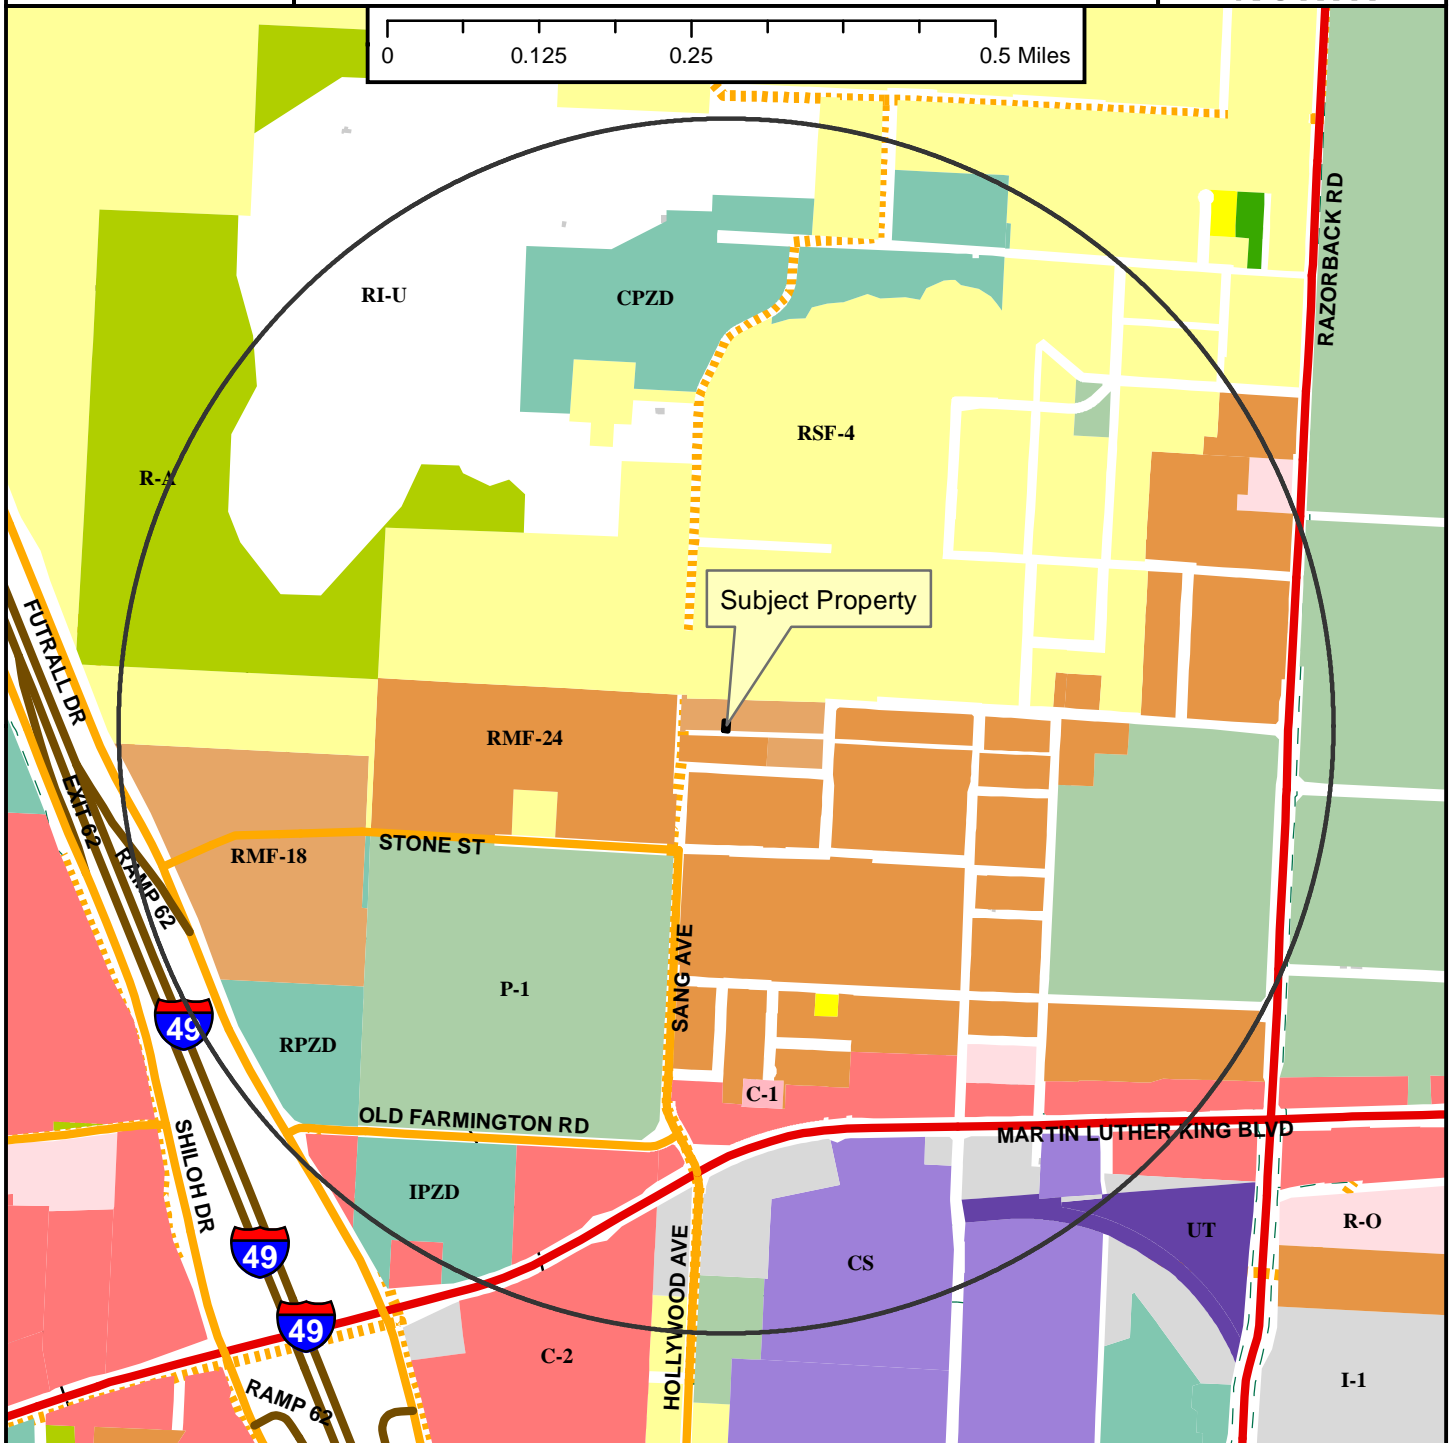 0 0.125 0.25 0.5 Miles
RAZORBACK RD
RI-U
CPZD
RSF-4
R-A
Subject Property
FUTRALL DR
RMF-24
EXIT 62
STONE ST
RMF-18
RAMP 62
SANG AVE
P-1
49
RPZD
C-1
OLD FARMINGTON RD
MARTIN LUTHER KING BLVD
SHILOH DR
IPZD
R-O
UT
49
CS
HOLLYWOOD AVE
49
C-2
I-1
RAMP 62